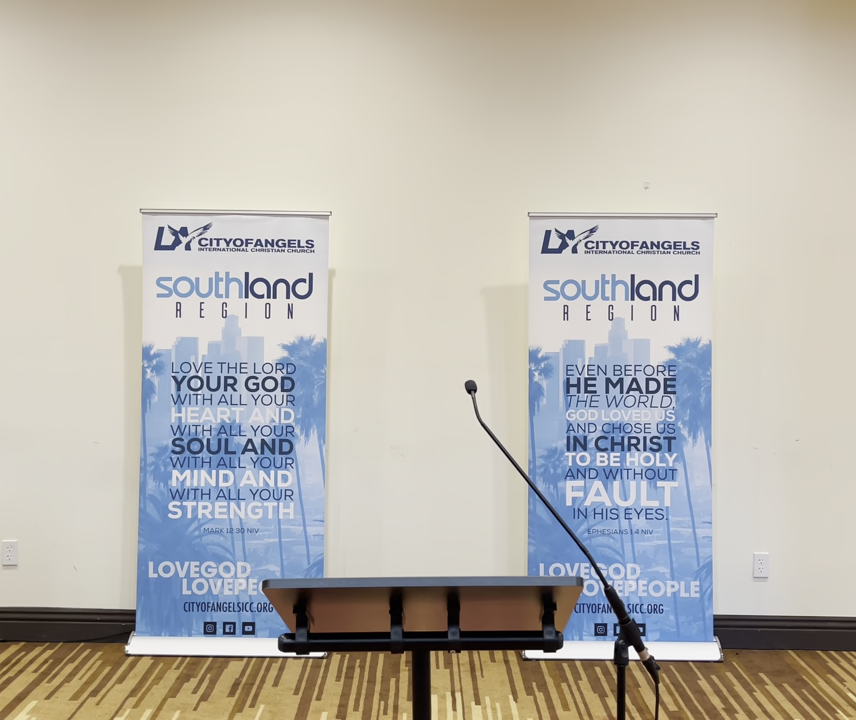 LA CITYOFANGELS
INTERNATIONAL CHRISTIAN CHURCH
southland
REGION
LOVE THE LORD
YOUR GOD
WITH ALL YOUR
HEART AND
WITH ALL YOUR
SOUL AND
WITH ALL YOUR
MIND AND
WITH ALL YOUR
STRENGTH
MARK 12:30 NIV
LOVEGOD
CITYOFANGELSICC.ORG
LA CITYOFANGELS
INTERNATIONAL CHRISTIAN CHURCH
southland
REGION
EVEN BEFORE
HE MADE
THE WORLD,
GOD LOVED US
AND CHOSE US
IN CHRIST
TO BE HOLY
AND WITHOUT
FAULT
IN HIS EYES.
EPHESIANS 1:4 NIV
LOVEGOD
LOVEPEOPLE
CITYOFANGELSICC.ORG